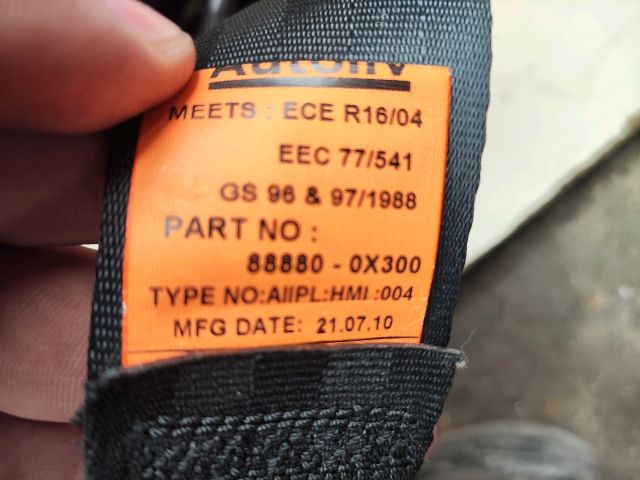 Autoliv
MEETS : ECE R16/04
EEC 77/541
GS 96 & 97/1988
PART NO :
88880 - 0X300
TYPE NO:AIIPL:HMI :004
MFG DATE: 21.07.10